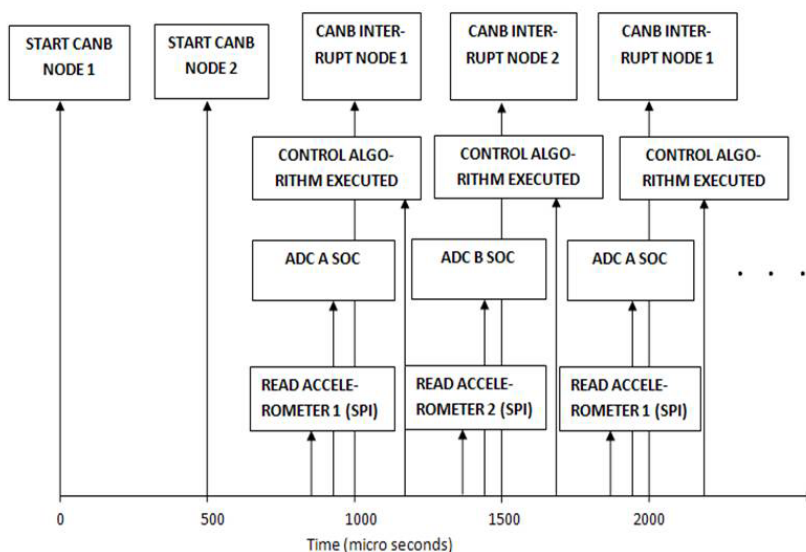 START CANB
NODE 1
START CANB
NODE 2
CANB INTER-
RUPT NODE 1
CANB INTER-
RUPT NODE 2
CANB INTER-
RUPT NODE 1
CONTROL ALGO-
RITHM EXECUTED
CONTROL ALGO-
RITHM EXECUTED
CONTROL ALGO-
RITHM EXECUTED
ADC A SOC
ADC B SOC
ADC A SOC
. . .
READ ACCELE-
ROMETER 1 (SPI)
READ ACCELE-
ROMETER 2 (SPI)
READ ACCELE-
ROMETER 1 (SPI)
0 500 1000 1500 2000
Time (micro seconds)